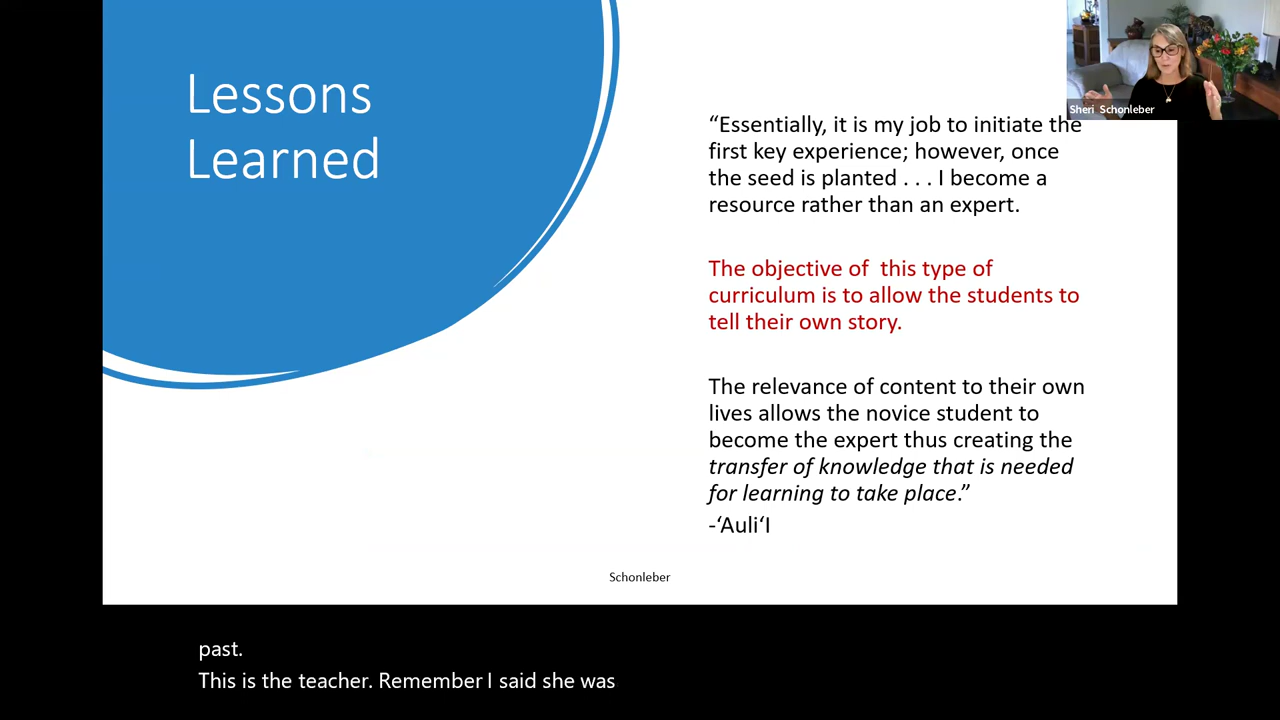 Lessons
Learned
Sheri Schonleber
“Essentially, it is my job to initiate the
first key experience; however, once
the seed is planted . . . I become a
resource rather than an expert.
The objective of  this type of
curriculum is to allow the students to
tell their own story.
The relevance of content to their own
lives allows the novice student to
become the expert thus creating the
transfer of knowledge that is needed
for learning to take place.”
-‘Auli‘I
Schonleber
past.
This is the teacher. Remember I said she was